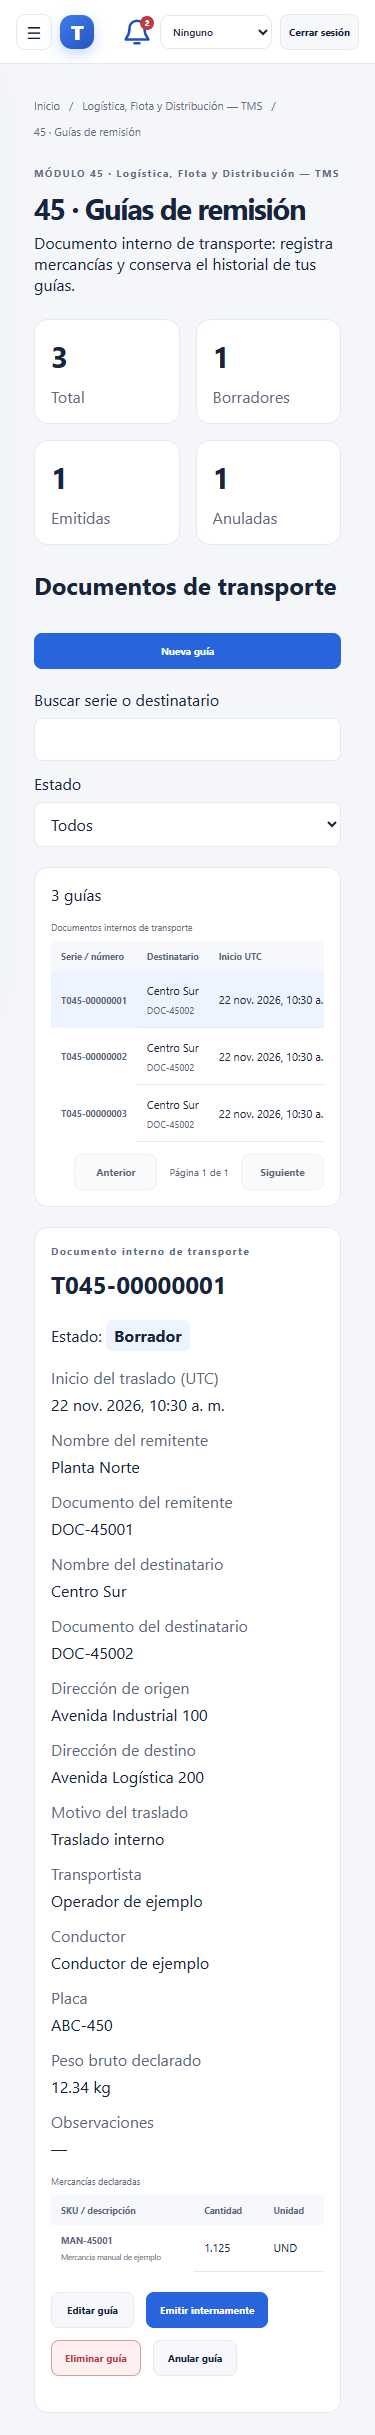 ☰ T 2 Ninguno Cerrar sesión
Inicio / Logística, Flota y Distribución — TMS /
45 · Guías de remisión
MÓDULO 45 · Logística, Flota y Distribución — TMS
45 · Guías de remisión
Documento interno de transporte: registra
mercancías y conserva el historial de tus
guías.
3
Total
1
Borradores
1
Emitidas
1
Anuladas
Documentos de transporte
Nueva guía
Buscar serie o destinatario
Estado
Todos
3 guías
Documentos internos de transporte
Serie / número Destinatario Inicio UTC
T045-00000001 Centro Sur DOC-45002 22 nov. 2026, 10:30 a.
T045-00000002 Centro Sur DOC-45002 22 nov. 2026, 10:30 a.
T045-00000003 Centro Sur DOC-45002 22 nov. 2026, 10:30 a.
Anterior Página 1 de 1 Siguiente
Documento interno de transporte
T045-00000001
Estado: Borrador
Inicio del traslado (UTC)
22 nov. 2026, 10:30 a. m.
Nombre del remitente
Planta Norte
Documento del remitente
DOC-45001
Nombre del destinatario
Centro Sur
Documento del destinatario
DOC-45002
Dirección de origen
Avenida Industrial 100
Dirección de destino
Avenida Logística 200
Motivo del traslado
Traslado interno
Transportista
Operador de ejemplo
Conductor
Conductor de ejemplo
Placa
ABC-450
Peso bruto declarado
12.34 kg
Observaciones
—
Mercancías declaradas
SKU / descripción Cantidad Unidad
MAN-45001
Mercancía manual de ejemplo 1.125 UND
Editar guía Emitir internamente
Eliminar guía Anular guía